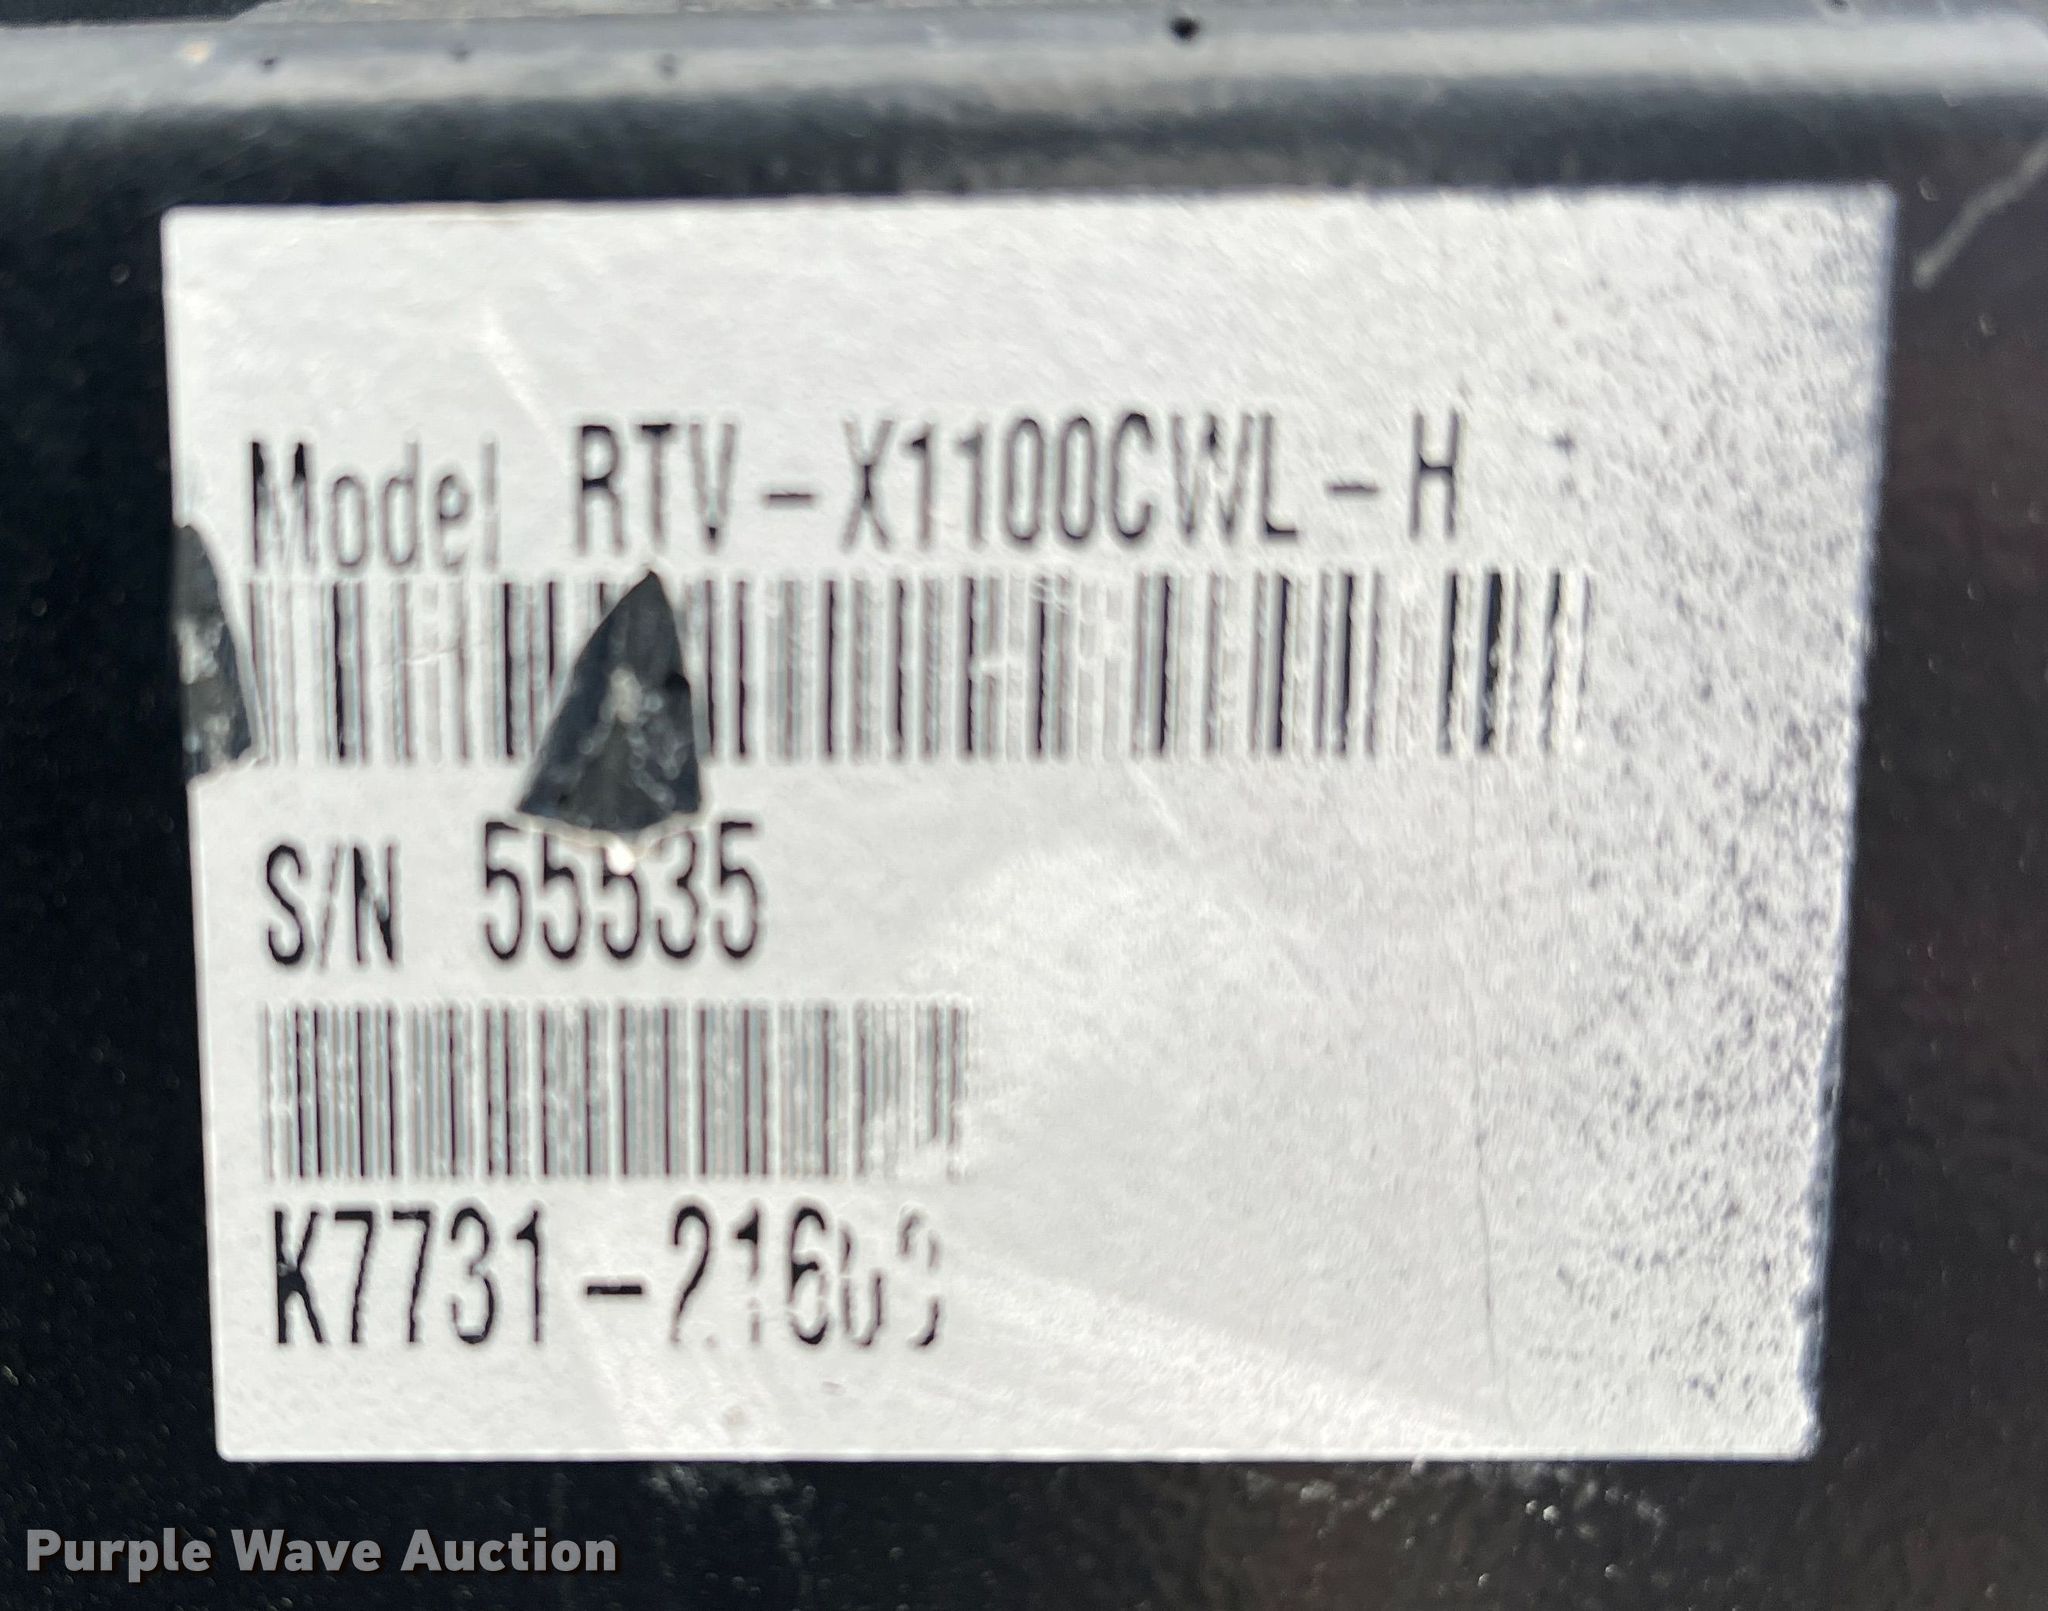 Model RTV-X1100CWL-H
S/N 55535
Purple Wave Auction